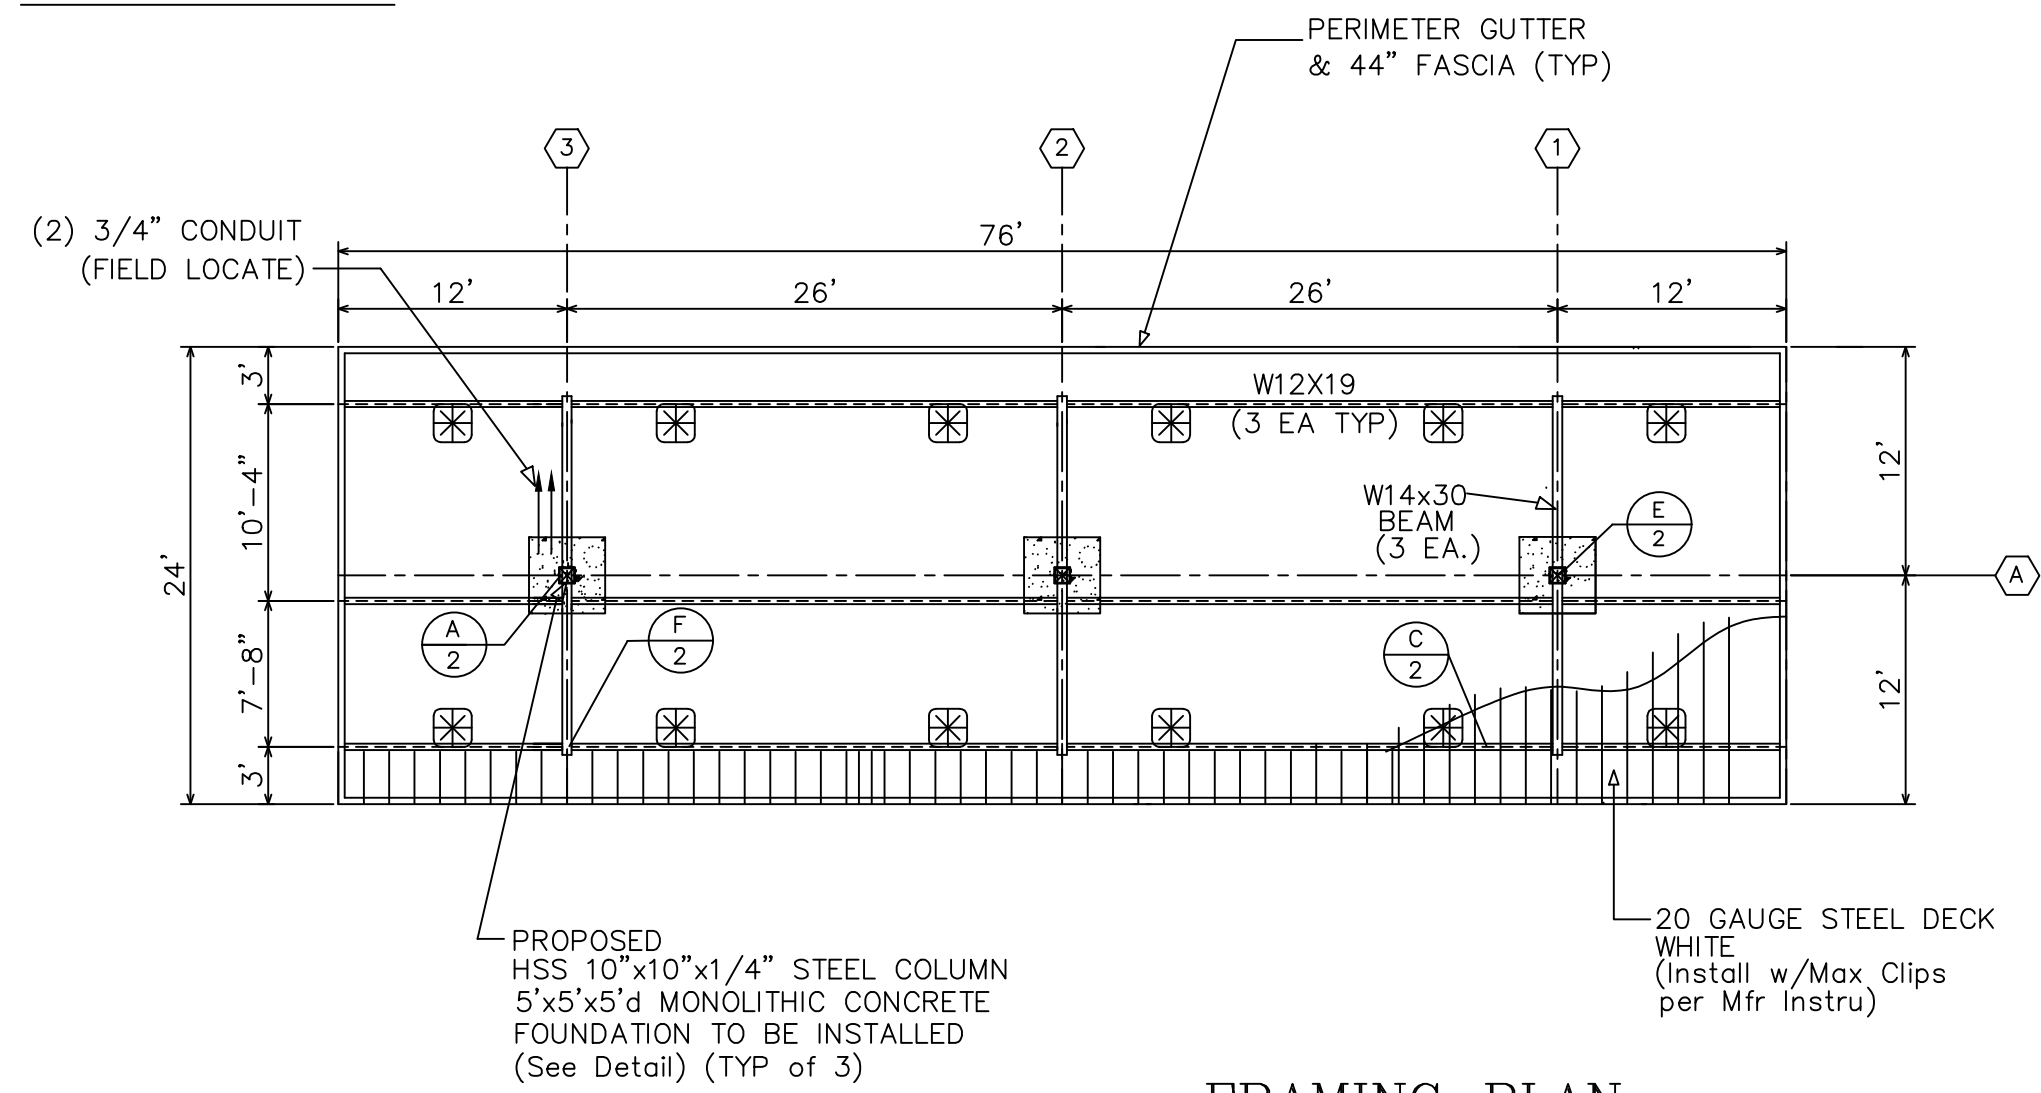 PERIMETER GUTTER
& 44" FASCIA (TYP)
3
2
1
(2) 3/4" CONDUIT
(FIELD LOCATE)
76'
12'
26'
26'
12'
3'
10'-4"
7'-8"
3'
24'
W12X19
(3 EA TYP)
W14x30
BEAM
(3 EA.)
E
2
12'
12'
A
A
2
F
2
C
2
PROPOSED
HSS 10"x10"x1/4" STEEL COLUMN
5'x5'x5'd MONOLITHIC CONCRETE
FOUNDATION TO BE INSTALLED
(See Detail) (TYP of 3)
20 GAUGE STEEL DECK
WHITE
(Install w/Max Clips
per Mfr Instru)
FRAMING PLAN